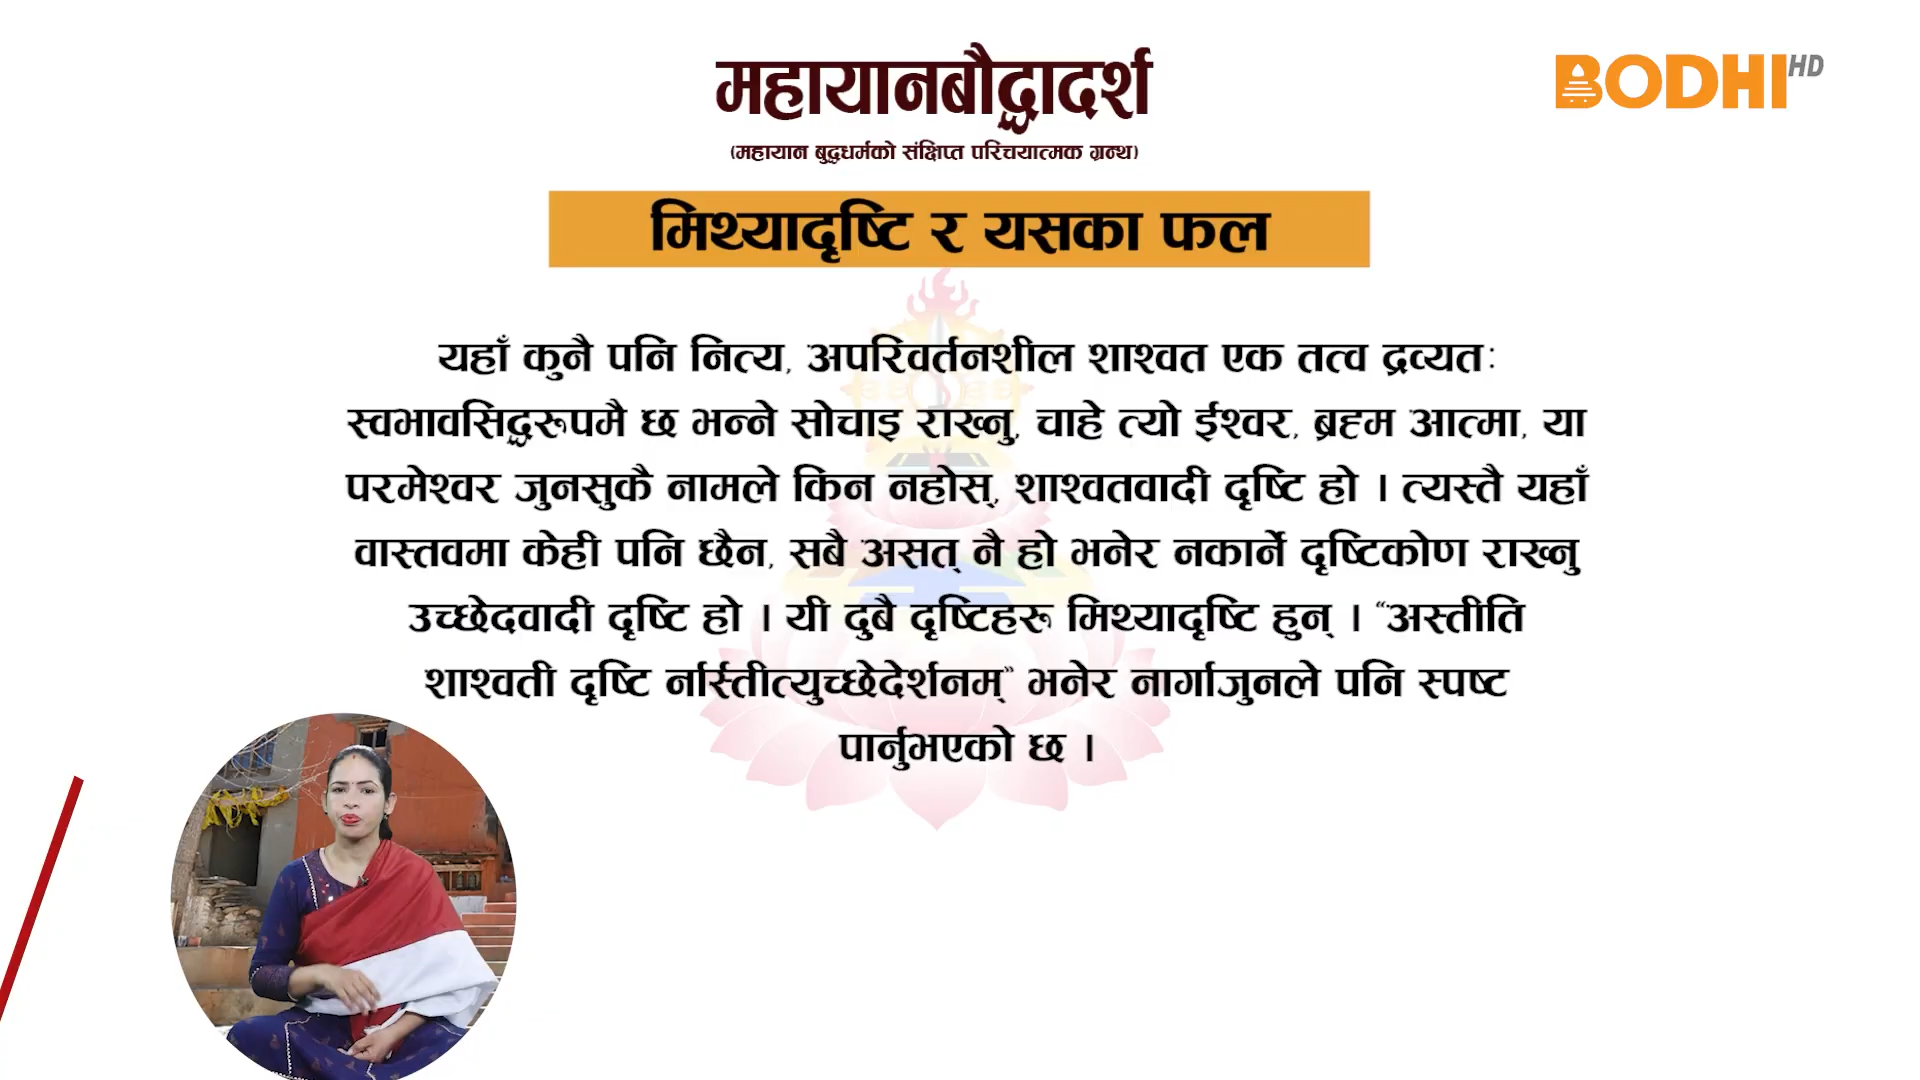 महायानबौद्धादर्श
BODHI HD
(महायान बुद्धधर्मको संक्षिप्त परिचयात्मक ग्रन्थ)
मिथ्यादृष्टि र यसका फल
यहाँ कुनै पनि नित्य, अपरिवर्तनशील शाश्वत एक तत्व द्रव्यतः
स्वभावसिद्धरूपमै छ भन्ने सोचाइ राख्नु, चाहे त्यो ईश्वर, ब्रह्म आत्मा, या
परमेश्वर जुनसुकै नामले किन नहोस्, शाश्वतवादी दृष्टि हो । त्यस्तै यहाँ
वास्तवमा केही पनि छैन, सबै असत् नै हो भनेर नकार्ने दृष्टिकोण राख्नु
उच्छेदवादी दृष्टि हो । यी दुबै दृष्टिहरु मिथ्यादृष्टि हुन् । “अस्तीति
शाश्वती दृष्टि र्नार्स्तीत्युच्छेदेर्शनम्” भनेर नार्गाजुनले पनि स्पष्ट
पार्नुभएको छ ।